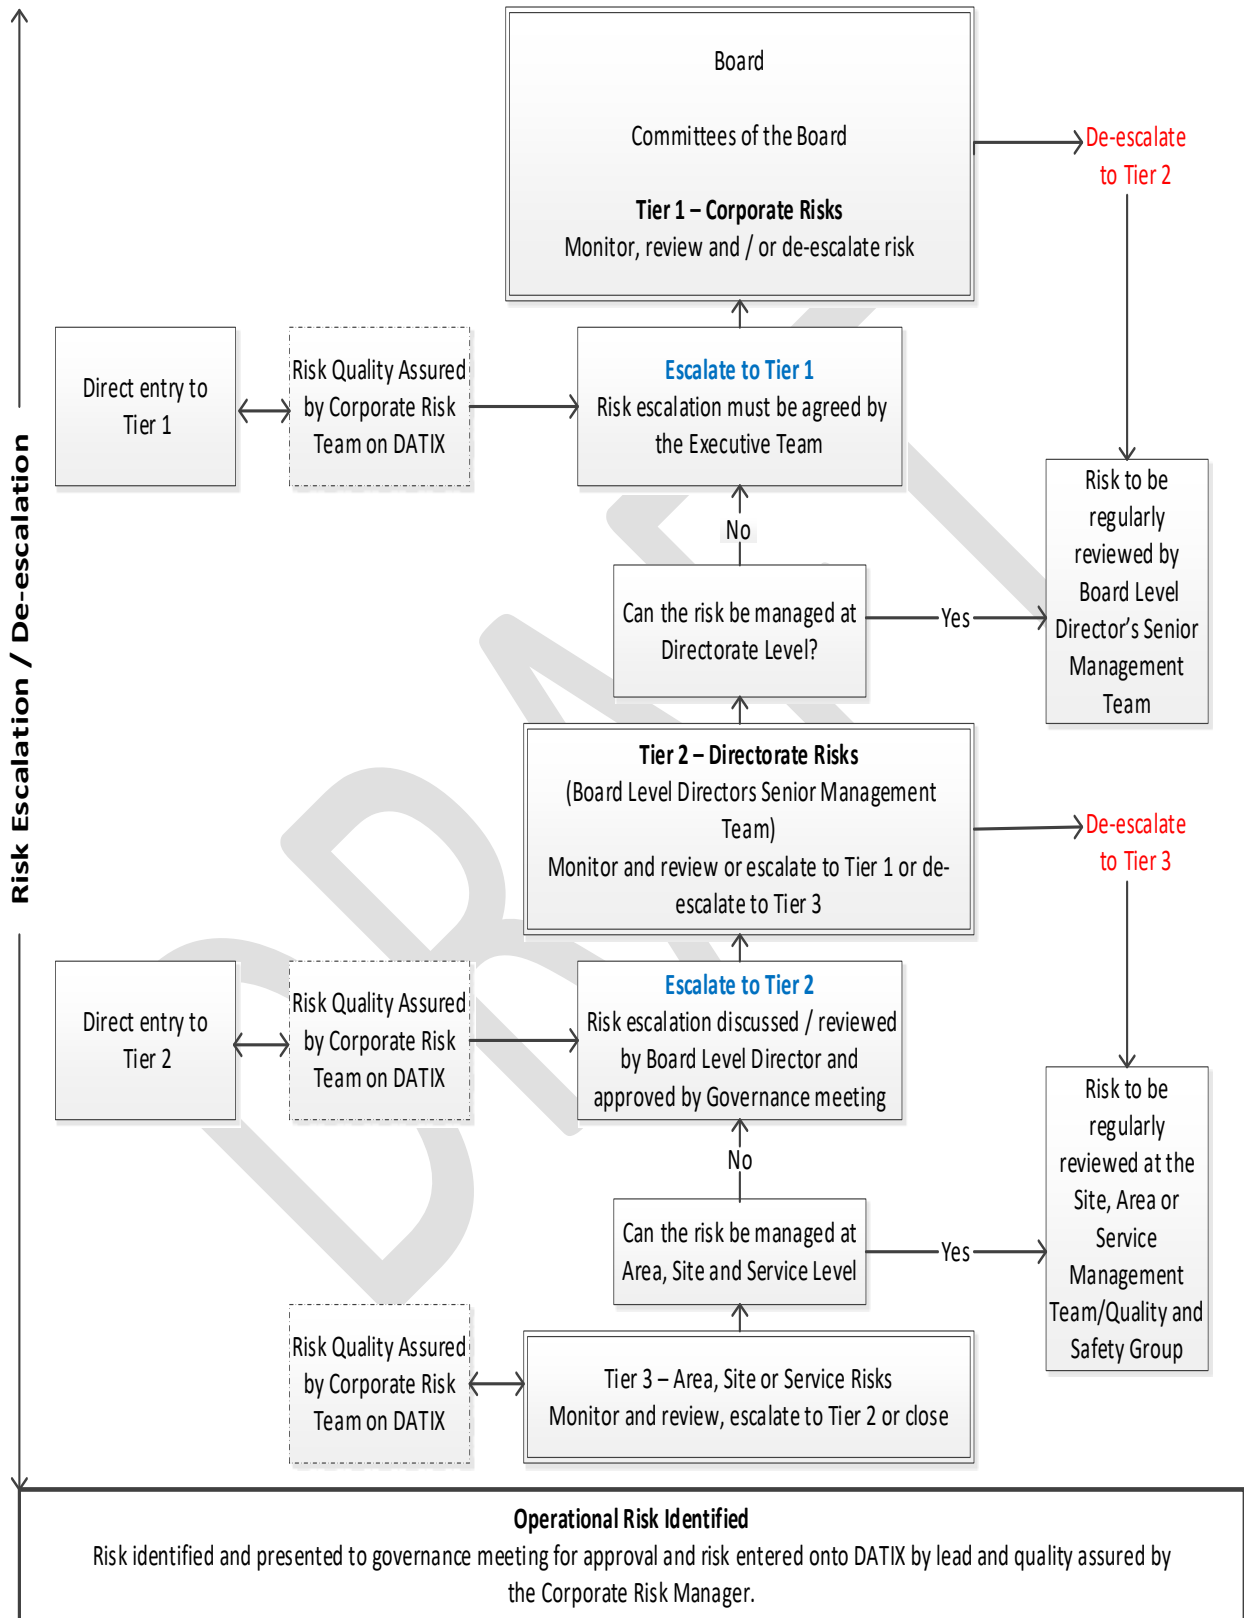 Board
Committees of the Board
Tier 1 – Corporate Risks
Monitor, review and / or de-escalate risk
De-escalate
to Tier 2
Direct entry to
Tier 1
Risk Quality Assured
by Corporate Risk
Team on DATIX
Escalate to Tier 1
Risk escalation must be agreed by
the Executive Team
No
Can the risk be managed at
Directorate Level?
Yes
Risk to be
regularly
reviewed by
Board Level
Director’s Senior
Management
Team
Risk Escalation / De-escalation
Tier 2 – Directorate Risks
(Board Level Directors Senior Management
Team)
Monitor and review or escalate to Tier 1 or de-
escalate to Tier 3
De-escalate
to Tier 3
Direct entry to
Tier 2
Risk Quality Assured
by Corporate Risk
Team on DATIX
Escalate to Tier 2
Risk escalation discussed / reviewed
by Board Level Director and
approved by Governance meeting
No
Can the risk be managed at
Area, Site and Service Level
Yes
Risk to be
regularly
reviewed at the
Site, Area or
Service
Management
Team/Quality and
Safety Group
Risk Quality Assured
by Corporate Risk
Team on DATIX
Tier 3 – Area, Site or Service Risks
Monitor and review, escalate to Tier 2 or close
Operational Risk Identified
Risk identified and presented to governance meeting for approval and risk entered onto DATIX by lead and quality assured by
the Corporate Risk Manager.
DRAFT